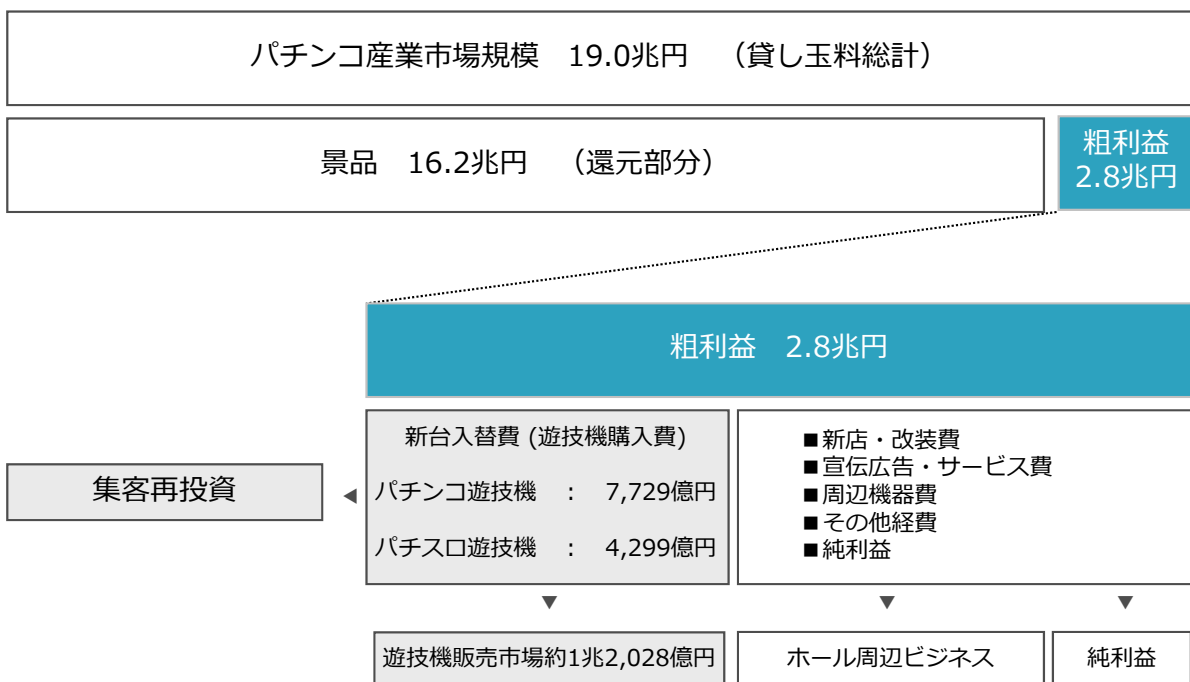 パチンコ産業市場規模　19.0兆円　（貸し玉料総計）
景品　16.2兆円　（還元部分）
粗利益
2.8兆円
粗利益　2.8兆円
新台入替費 (遊技機購入費)
パチンコ遊技機　：　7,729億円
パチスロ遊技機　：　4,299億円
■新店・改装費
■宣伝広告・サービス費
■周辺機器費
■その他経費
■純利益
集客再投資
遊技機販売市場約1兆2,028億円
ホール周辺ビジネス
純利益